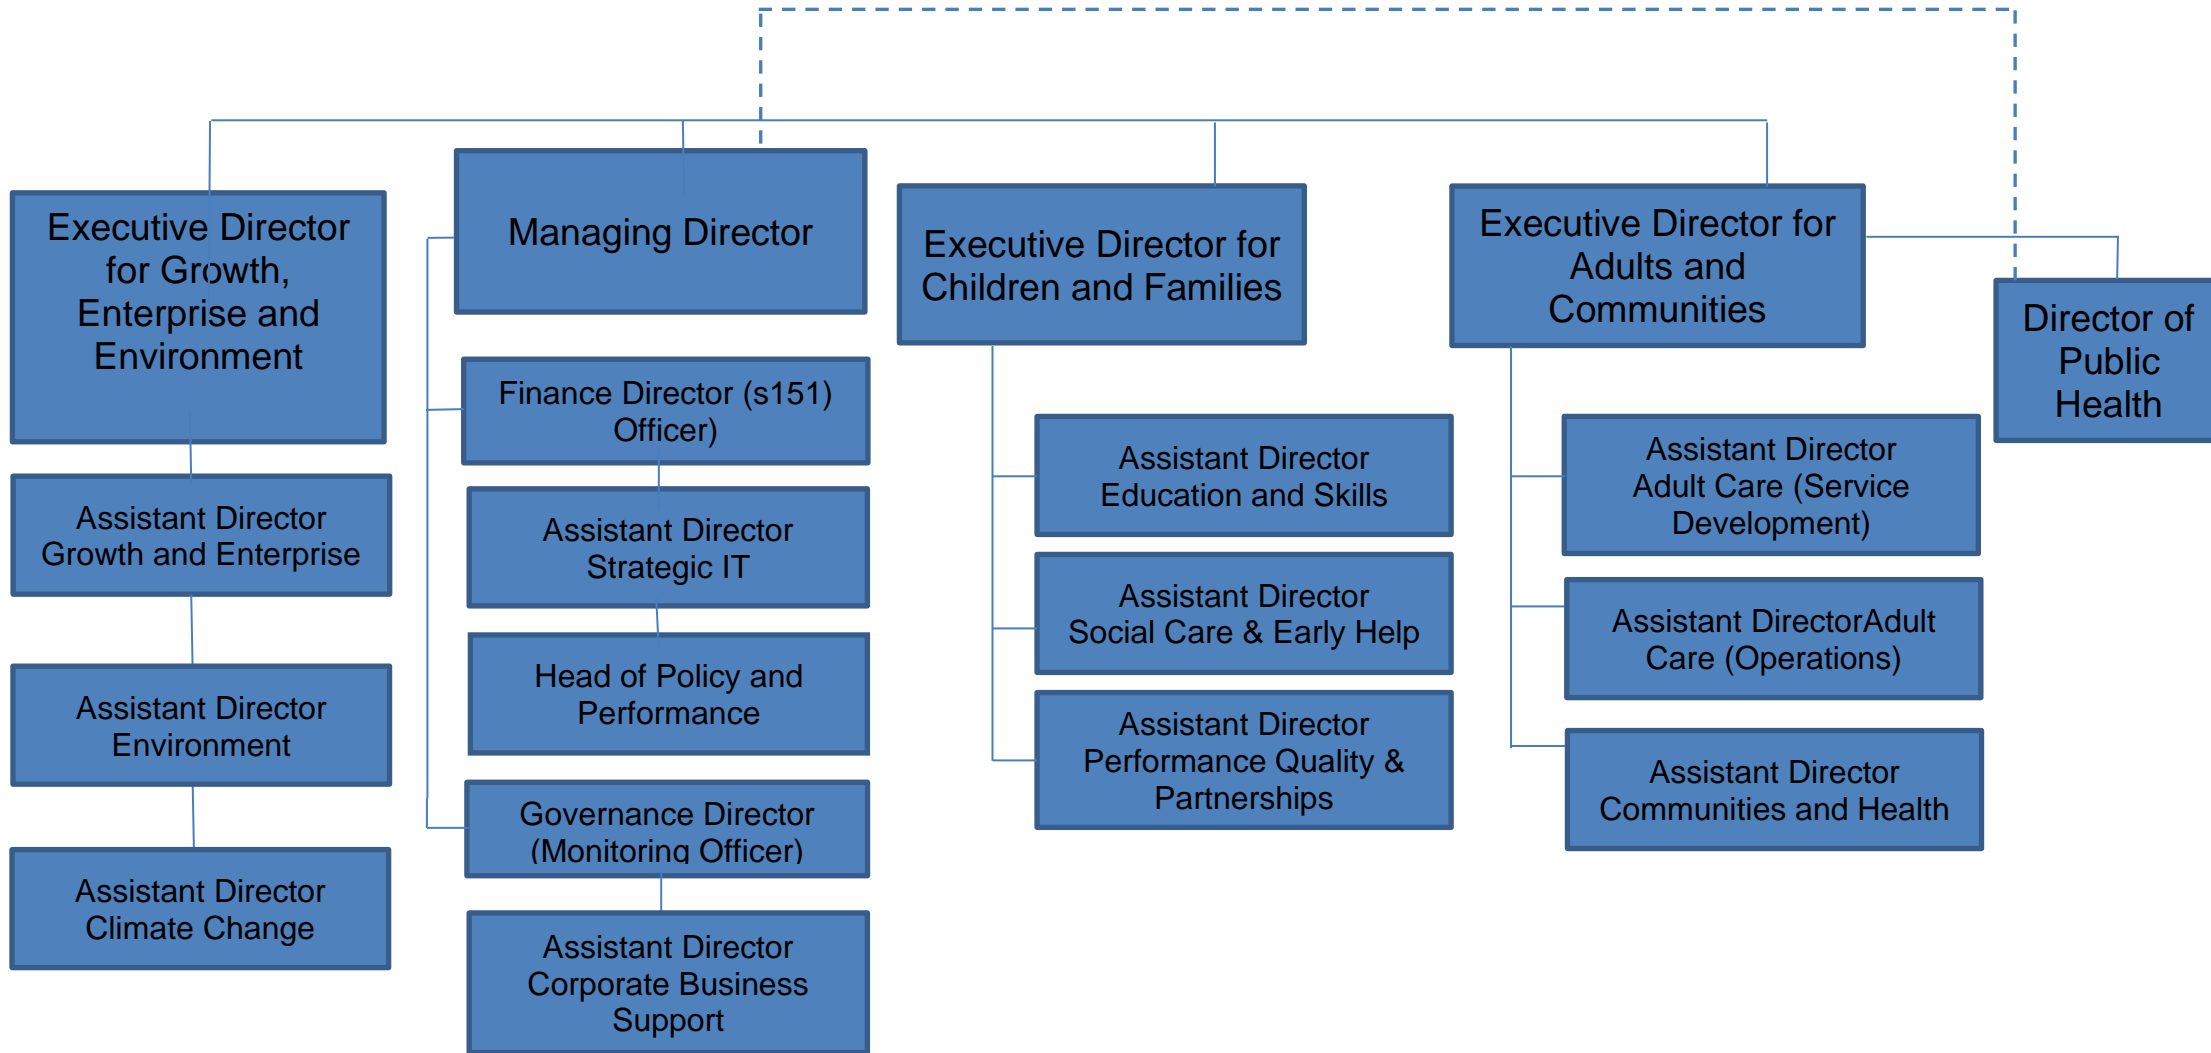 Executive Director
for Growth,
Enterprise and
Environment
Managing Director
Executive Director for
Children and Families
Executive Director for
Adults and
Communities
Director of
Public
Health
Assistant Director
Growth and Enterprise
Assistant Director
Environment
Assistant Director
Climate Change
Finance Director (s151)
Officer)
Assistant Director
Strategic IT
Head of Policy and
Performance
Governance Director
(Monitoring Officer)
Assistant Director
Corporate Business
Support
Assistant Director
Education and Skills
Assistant Director
Social Care & Early Help
Assistant Director
Performance Quality &
Partnerships
Assistant Director
Adult Care (Service
Development)
Assistant DirectorAdult
Care (Operations)
Assistant Director
Communities and Health